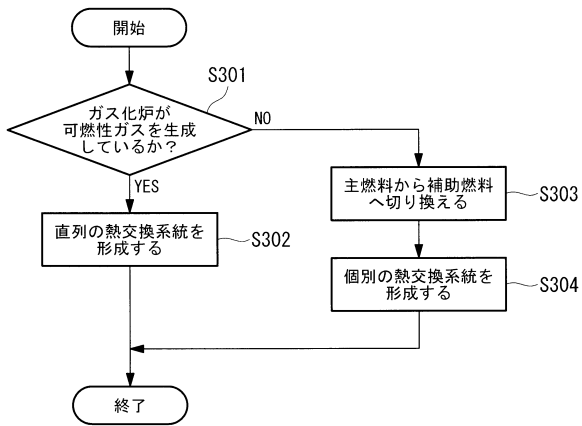 開始
S301
ガス化炉が
可燃性ガスを生成
しているか？
NO
YES
主燃料から補助燃料
へ切り換える
S303
直列の熱交換系統を
形成する
S302
個別の熱交換系統を
形成する
S304
終了